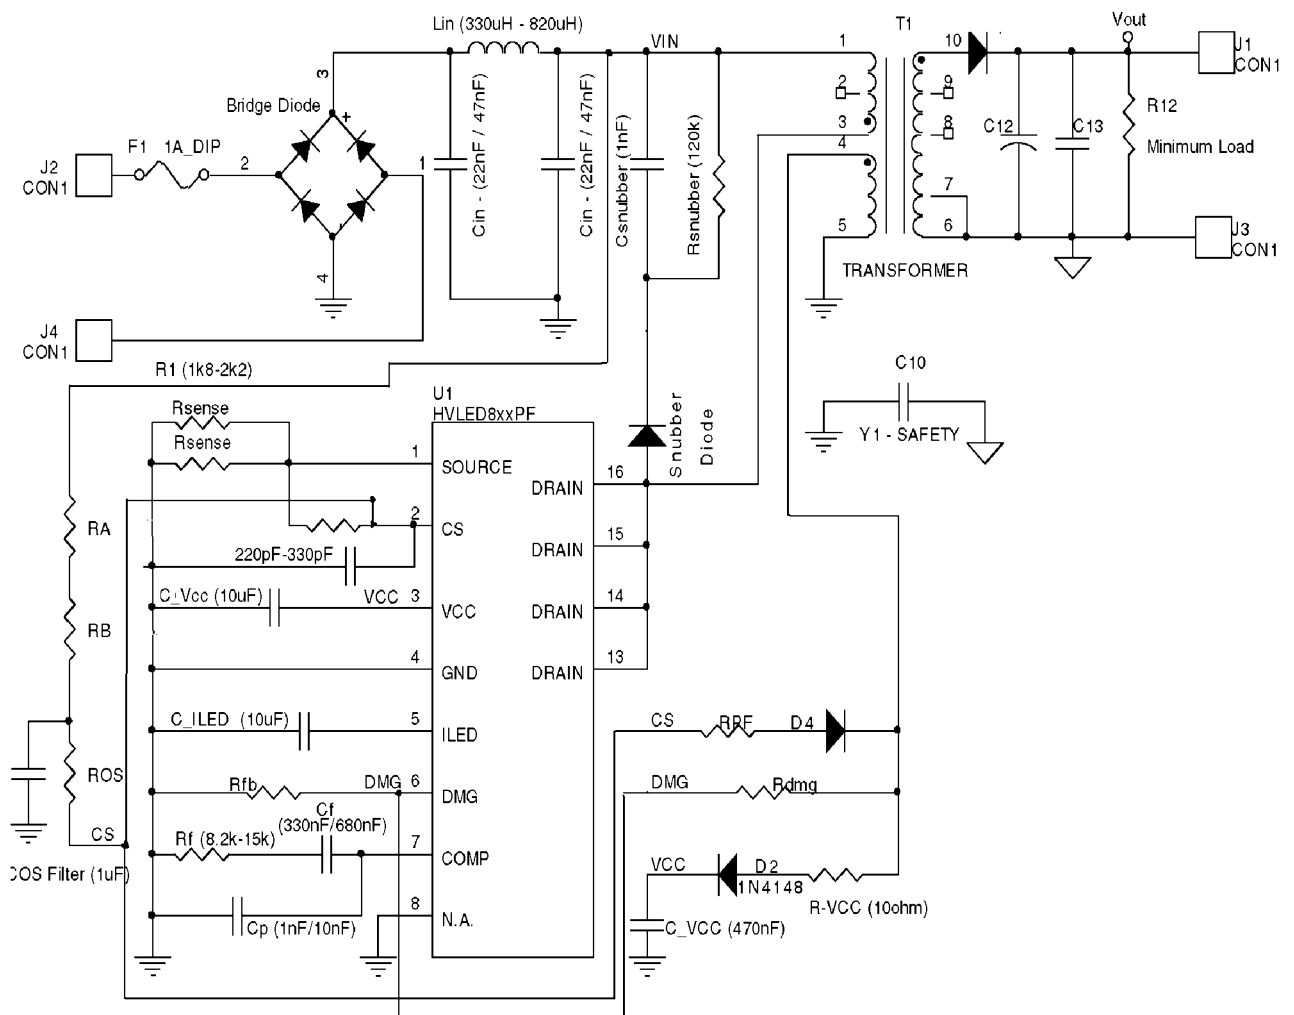 Lin (330uH - 820uH)
VIN
1
T1
10
Vout
J1
CON1
3
Bridge Diode
+
Cin - (22nF / 47nF)
Cin - (22nF / 47nF)
Csnubber (1nF)
Rsnubber (120k)
2
9
3
8
4
C12
C13
R12
Minimum Load
J2
CON1
F1 1A_DIP
2
1
7
5
6
J3
CON1
4
TRANSFORMER
J4
CON1
R1 (1k8-2k2)
C10
Y1 - SAFETY
U1
HVLED8xxPF
Snubber
Diode
Rsense
Rsense
1
SOURCE
16
DRAIN
RA
2
CS
15
DRAIN
220pF-330pF
C_Vcc (10uF)
VCC 3
VCC
14
DRAIN
RB
4
GND
13
DRAIN
C_ILED (10uF)
5
ILED
CS
RPF
D4
ROS
Rfb
DMG 6
DMG
DMG
Rdmg
Cf
(330nF/680nF)
CS
Rf (8.2k-15k)
7
COMP
VCC
D2
1N4148
R-VCC (10ohm)
COS Filter (1uF)
Cp (1nF/10nF)
8
N.A.
C_VCC (470nF)